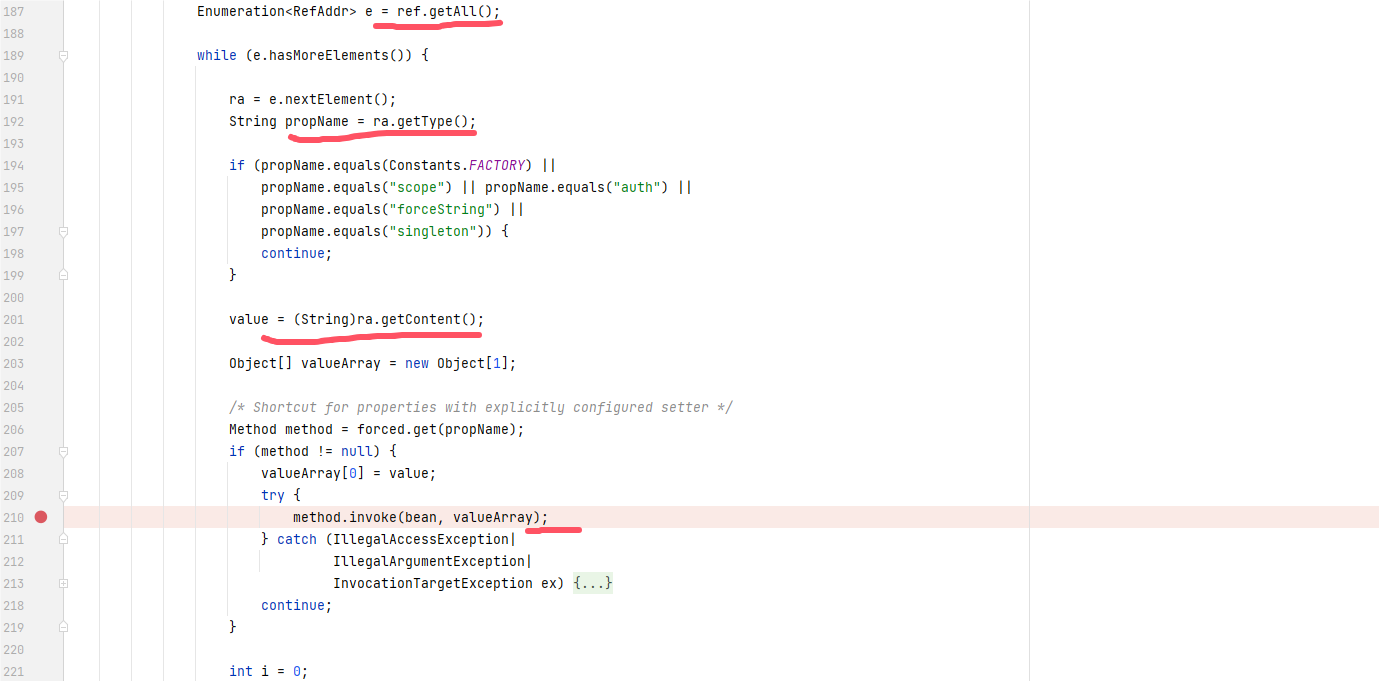 187 Enumeration<RefAddr> e = ref.getAll();
188
189 while (e.hasMoreElements()) {
190
191 ra = e.nextElement();
192 String propName = ra.getType();
193
194 if (propName.equals(Constants.FACTORY) ||
195 propName.equals("scope") || propName.equals("auth") ||
196 propName.equals("forceString") ||
197 propName.equals("singleton")) {
198 continue;
199 }
200
201 value = (String)ra.getContent();
202
203 Object[] valueArray = new Object[1];
204
205 /* Shortcut for properties with explicitly configured setter */
206 Method method = forced.get(propName);
207 if (method != null) {
208 valueArray[0] = value;
209 try {
210 method.invoke(bean, valueArray);
211 } catch (IllegalAccessException|
212 IllegalArgumentException|
213 InvocationTargetException ex) {...}
218 continue;
219 }
220
221 int i = 0;